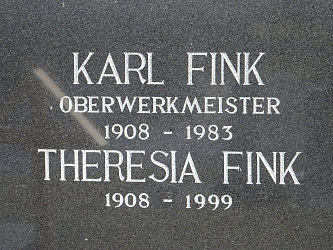 KARL FINK
OBERWERKMEISTER
1908 - 1983
THERESIA FINK
1908 - 1999